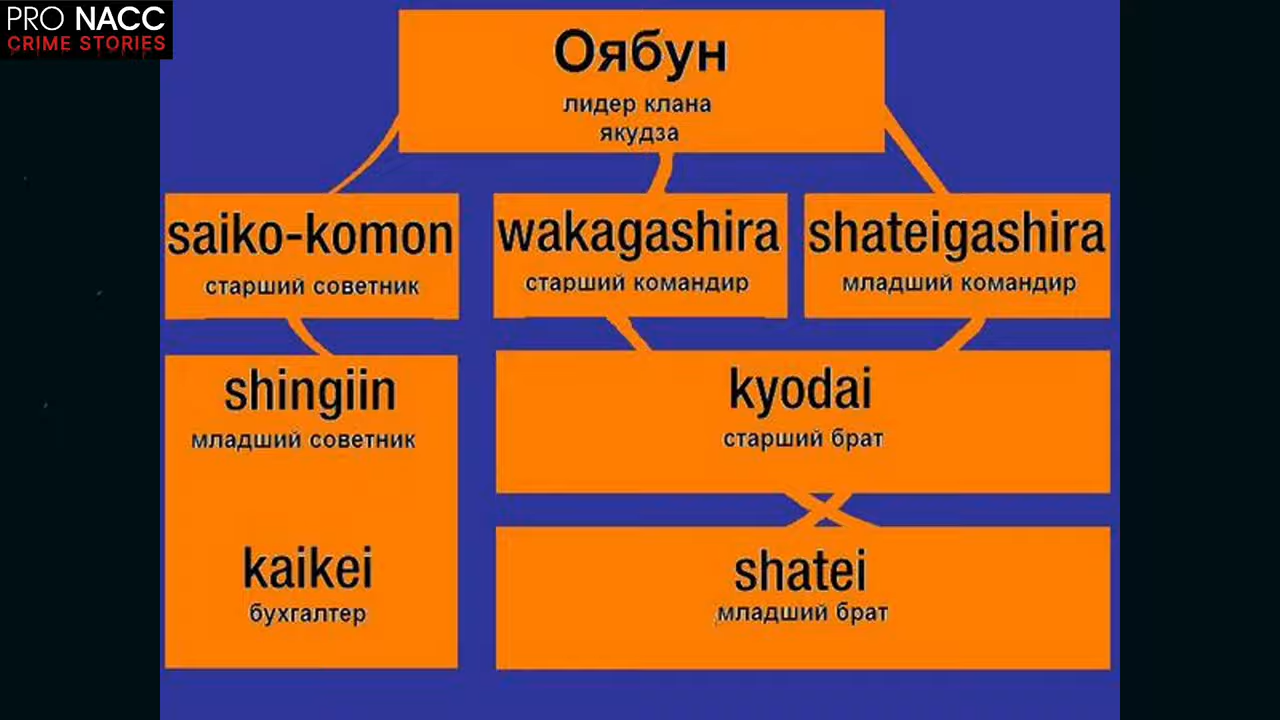 PRO NACC
CRIME STORIES
Оябун
лидер клана
якудза
saiko-komon
старший советник
wakagashira
старший командир
shateigashira
младший командир
shingiin
младший советник
kaikei
бухгалтер
kyodai
старший брат
shatei
младший брат